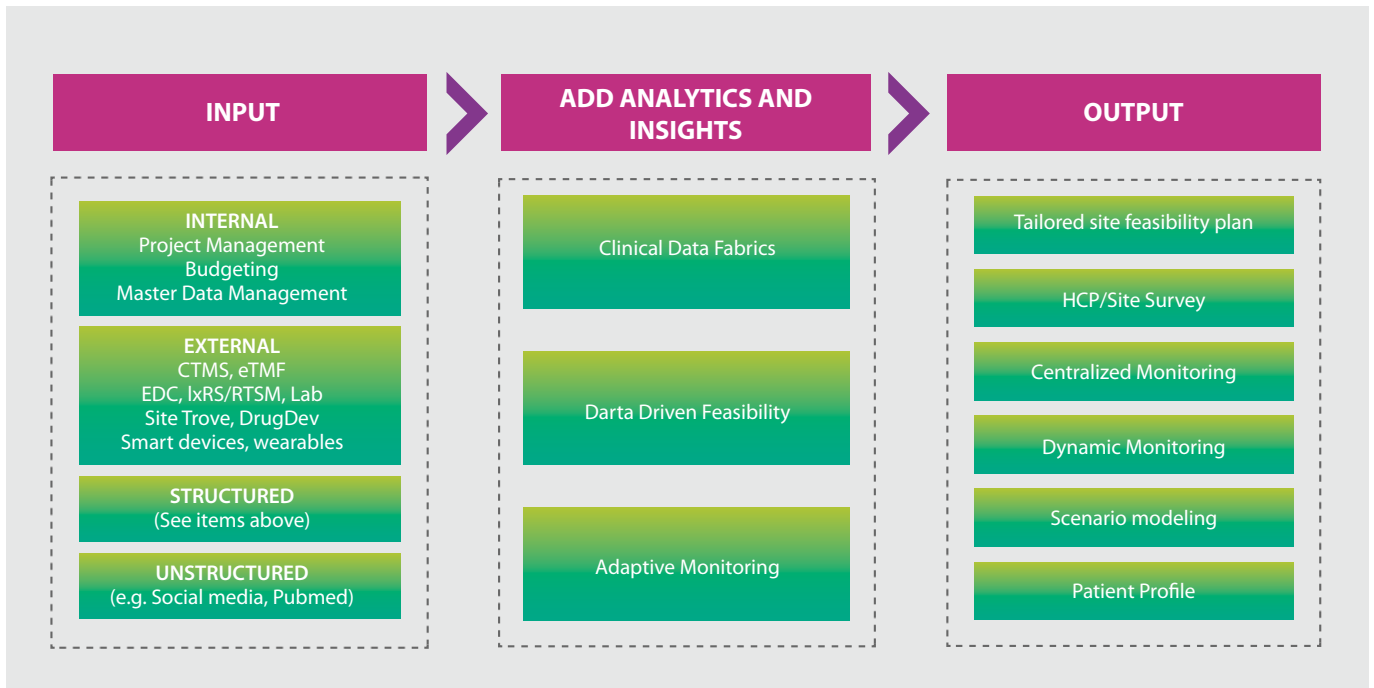 INPUT
INTERNAL
Project Management
Budgeting
Master Data Management
EXTERNAL
CTMS, eTMF
EDC, lxRS/RTSM, Lab
Site Trove, DrugDev
Smart devices, wearables
STRUCTURED
(See items above)
UNSTRUCTURED
(e.g. Social media, Pubmed)
ADD ANALYTICS AND
INSIGHTS
Clinical Data Fabrics
Darta Driven Feasibility
Adaptive Monitoring
OUTPUT
Tailored site feasibility plan
HCP/Site Survey
Centralized Monitoring
Dynamic Monitoring
Scenario modeling
Patient Profile